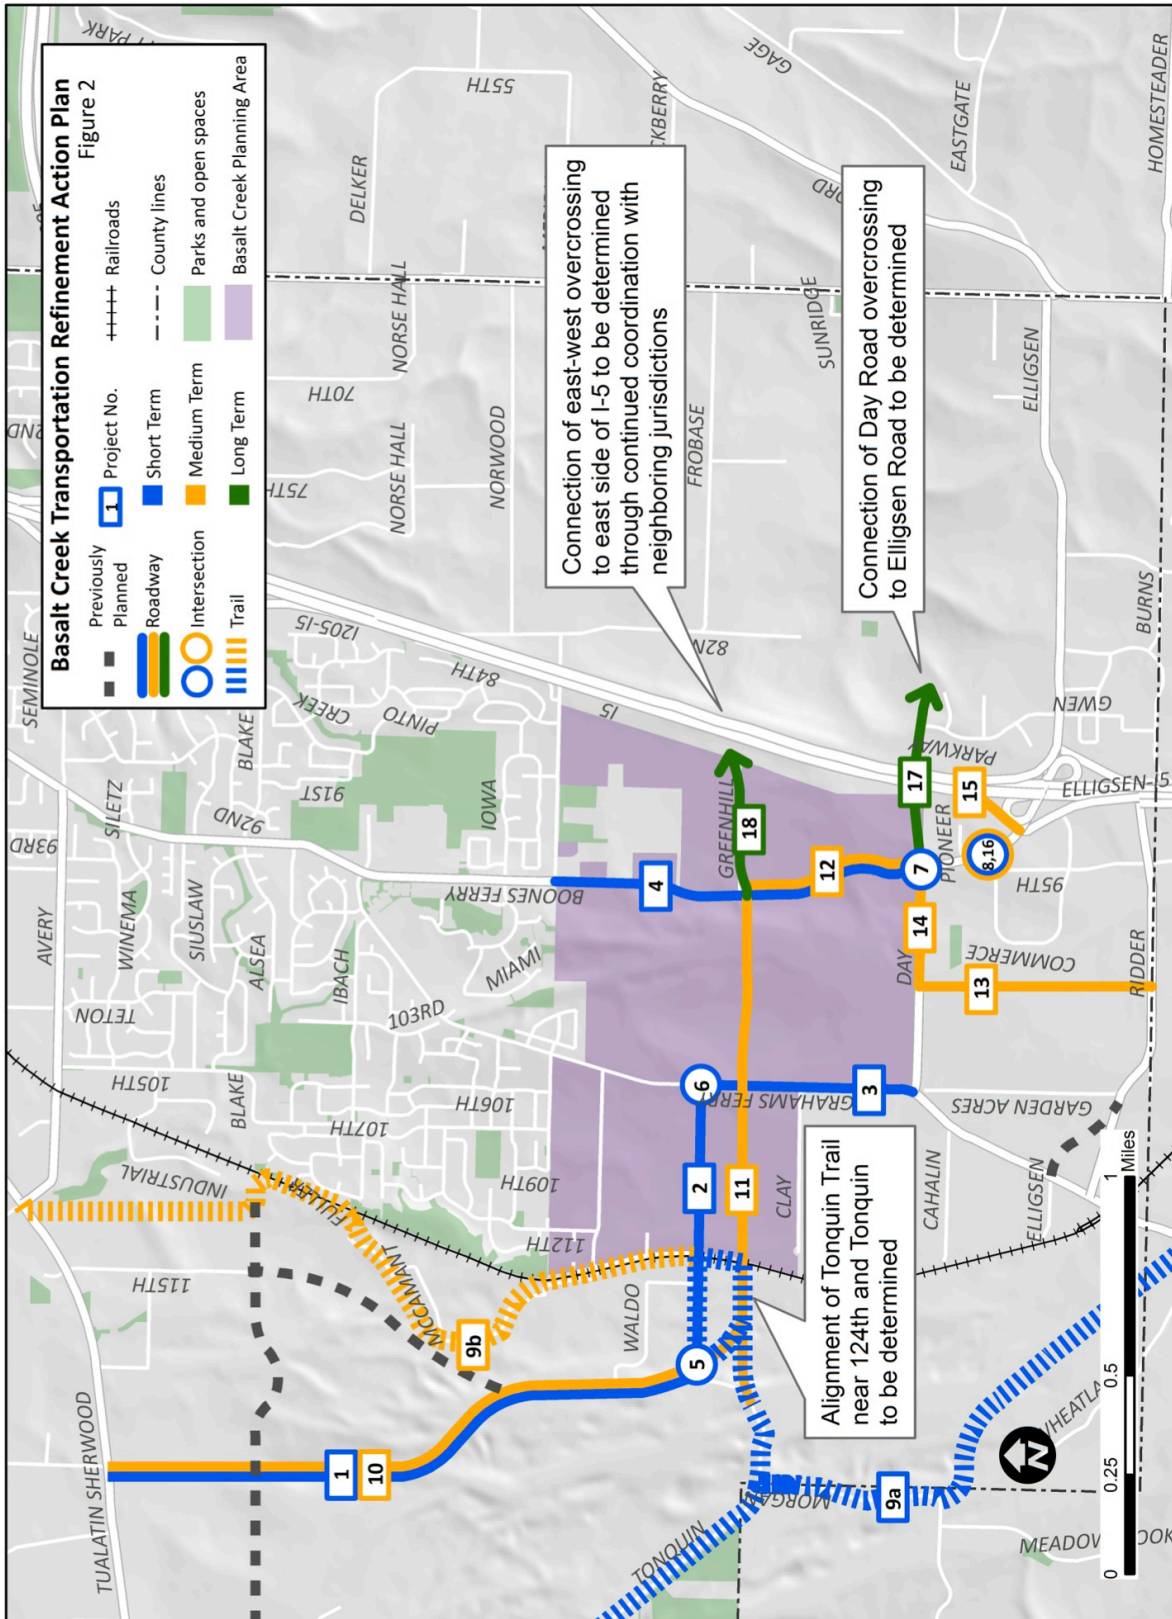 Basalt Creek Transportation Refinement Action Plan
Figure 2
Previously
Planned
Roadway
Intersection
Trail
1 Project No.
Short Term
Medium Term
Long Term
Railroads
County lines
Parks and open spaces
Basalt Creek Planning Area
Connection of east-west overcrossing
to east side of I-5 to be determined
through continued coordination with
neighboring jurisdictions
Connection of Day Road overcrossing
to Elligsen Road to be determined
Alignment of Tonquin Trail
near 124th and Tonquin
to be determined
SEMINOLE
AVERY
93RD
SILETZ
WINEMA
SIUSLAW
ALSEA
IBACH
TETON
92ND
BLAKE
91ST
CREEK
PINTO
IOWA
84TH
I205-I5
I5
BOONES FERRY
MIAMI
103RD
105TH
BLAKE
107TH
106TH
109TH
112TH
INDUSTRIAL
115TH
MCCAMANT
TUALATIN SHERWOOD
WALDO
TONQUIN
MORGAN
CLAY
CAHALIN
ELLIGSEN
GRAHAMS FERRY
GARDEN ACRES
DAY
COMMERCE
RIDDER
95TH
PIONEER
PARKWAY
GREENHILL
82ND
GWEN
ELLIGSEN-I5
BURNS
ELLIGSEN
SUNRIDGE
FROBASE
NORWOOD
NORSE HALL
NORSE HALL
70TH
75TH
DELKER
55TH
GAGE
EASTGATE
HOMESTEADER
1
10
9b
9a
5
2
11
6
3
4
18
12
7
17
14
13
15
8,16
N
0
0.25
0.5
1
Miles